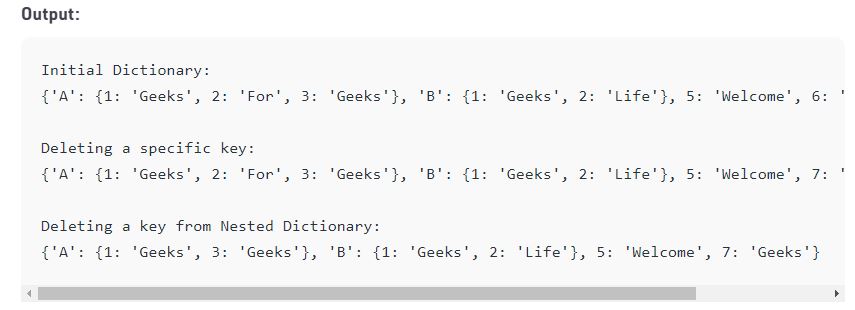 Output:
Initial Dictionary:
{'A': {1: 'Geeks', 2: 'For', 3: 'Geeks'}, 'B': {1: 'Geeks', 2: 'Life'}, 5: 'Welcome', 6: '
Deleting a specific key:
{'A': {1: 'Geeks', 2: 'For', 3: 'Geeks'}, 'B': {1: 'Geeks', 2: 'Life'}, 5: 'Welcome', 7: '
Deleting a key from Nested Dictionary:
{'A': {1: 'Geeks', 3: 'Geeks'}, 'B': {1: 'Geeks', 2: 'Life'}, 5: 'Welcome', 7: 'Geeks'}